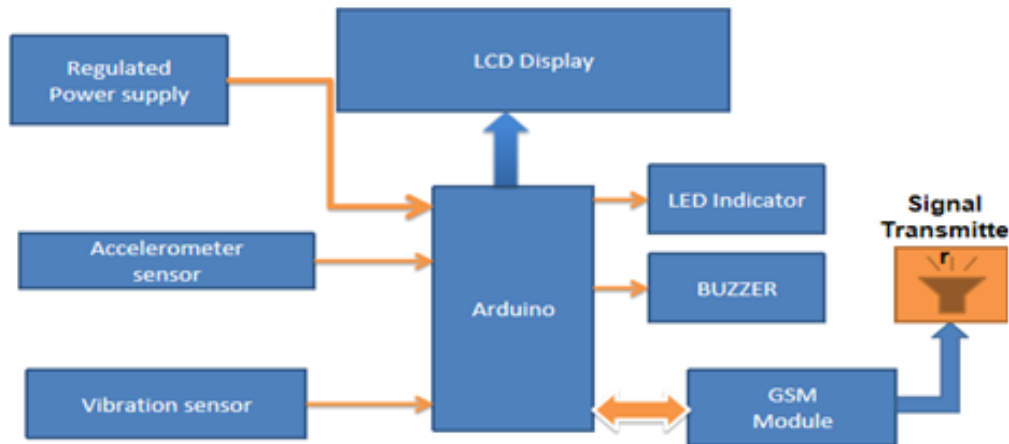 Regulated
Power supply
LCD Display
LED Indicator
Signal
Transmitte
r
Accelerometer
sensor
BUZZER
Arduino
Vibration sensor
GSM
Module